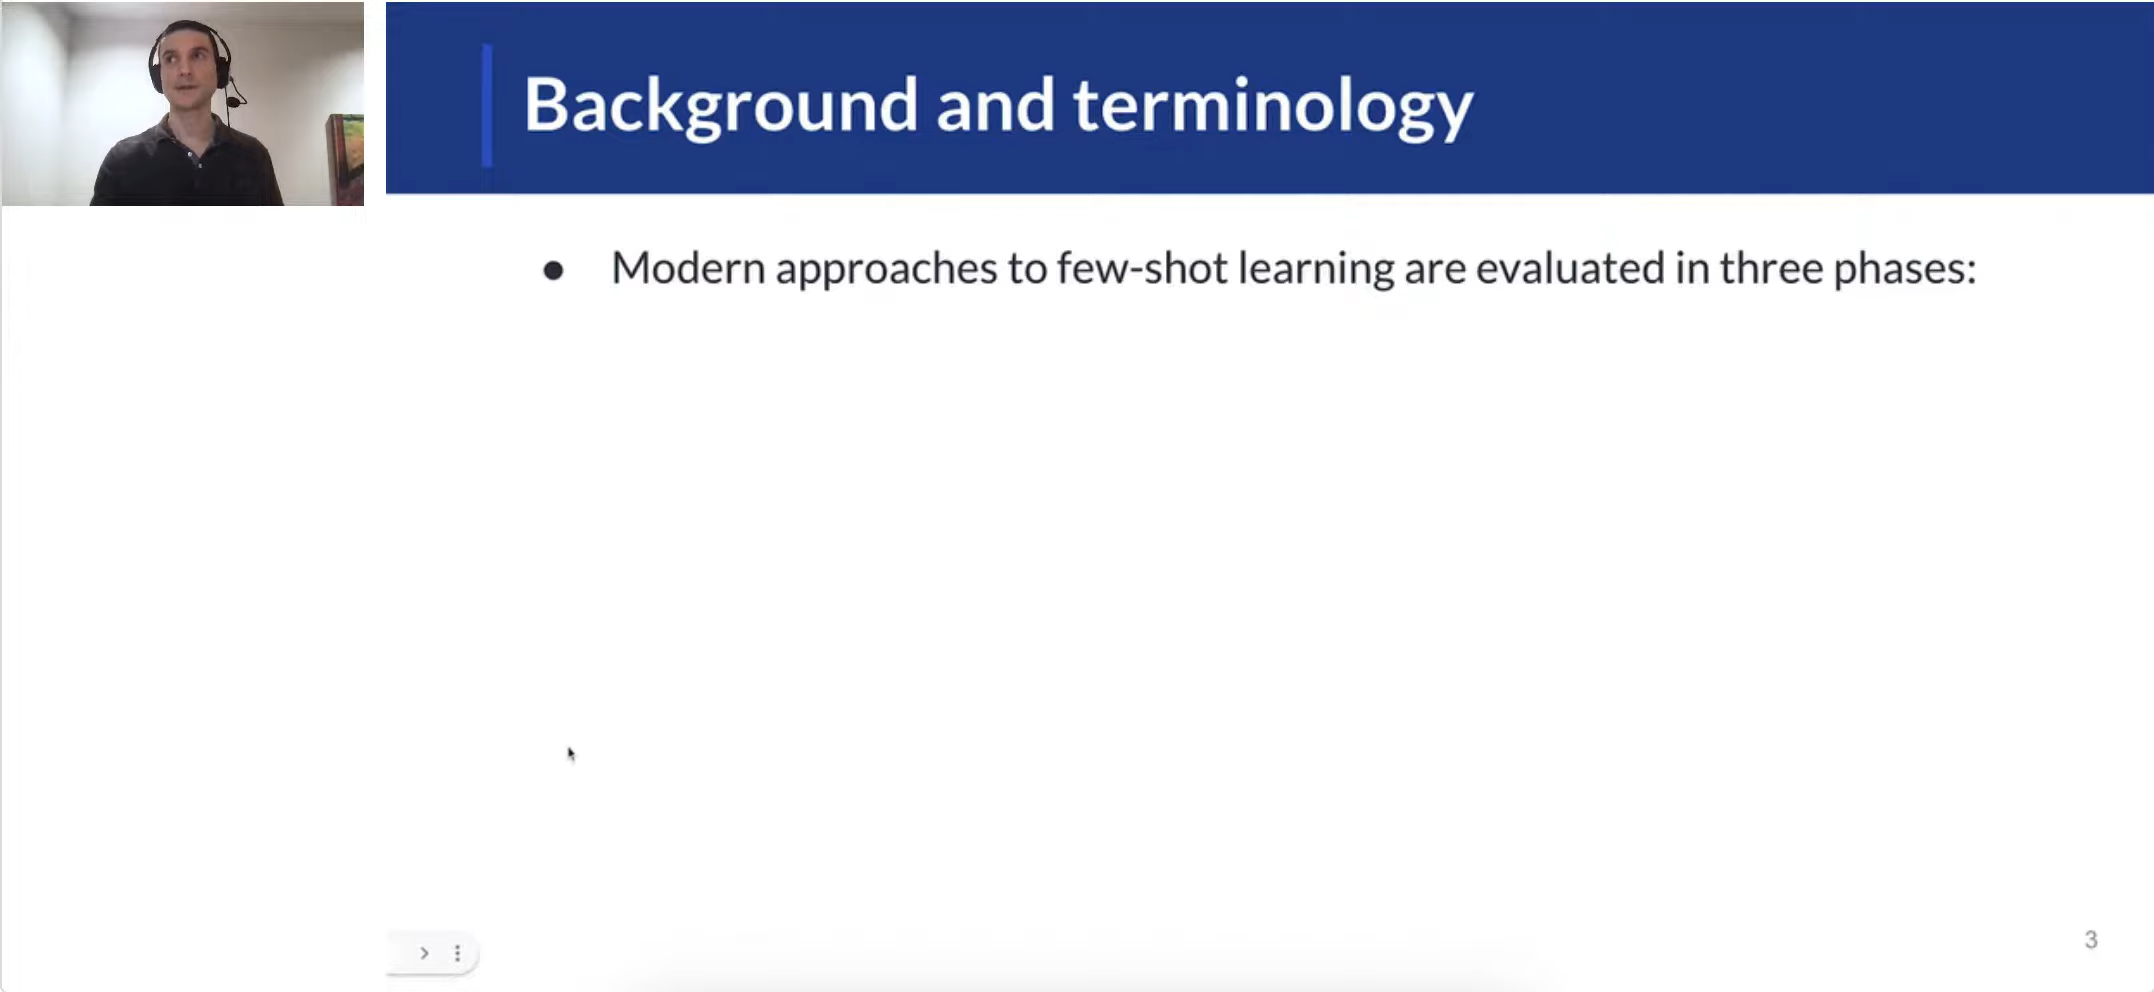 Background and terminology
● Modern approaches to few-shot learning are evaluated in three phases:
3